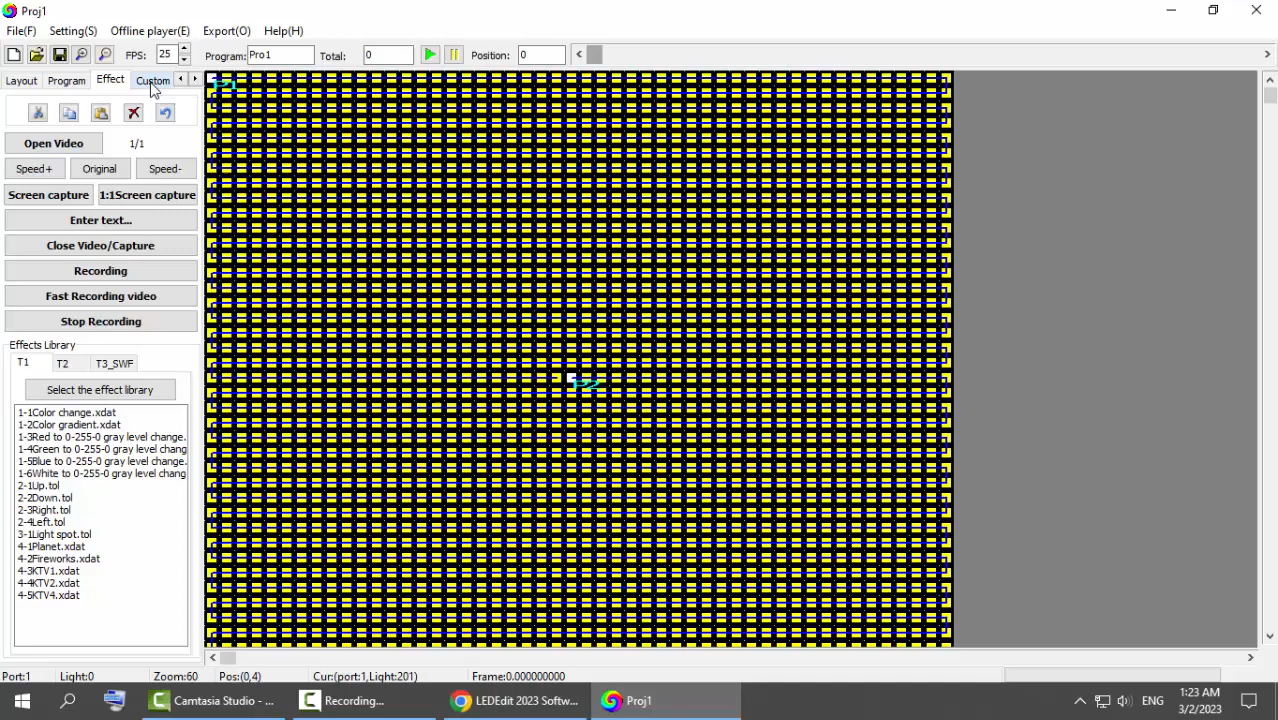 Proj1
File(F) Setting(S) Offline player(E) Export(O) Help(H)
FPS: 25 Program: Pro1 Total: 0 Position: 0
Layout Program Effect Custom
P1
Open Video 1/1
Speed+ Original Speed-
Screen capture 1:1Screen capture
Enter text...
Close Video/Capture
Recording
Fast Recording video
Stop Recording
Effects Library
T1 T2 T3_SWF
Select the effect library
1-1Color change.xdat
1-2Color gradient.xdat
1-3Red to 0-255-0 gray level change.
1-4Green to 0-255-0 gray level chang
1-5Blue to 0-255-0 gray level change.
1-6White to 0-255-0 gray level chang
2-1Up.tol
2-2Down.tol
2-3Right.tol
2-4Left.tol
3-1Light spot.tol
4-1Planet.xdat
4-2Fireworks.xdat
4-3KTV1.xdat
4-4KTV2.xdat
4-5KTV4.xdat
P2
Port:1 Light:0 Zoom:60 Pos:(0,4) Cur:(port:1,Light:201) Frame:0.000000000
Camtasia Studio - ... Recording... LEDEdit 2023 Softw... Proj1 ENG 1:23 AM
3/2/2023